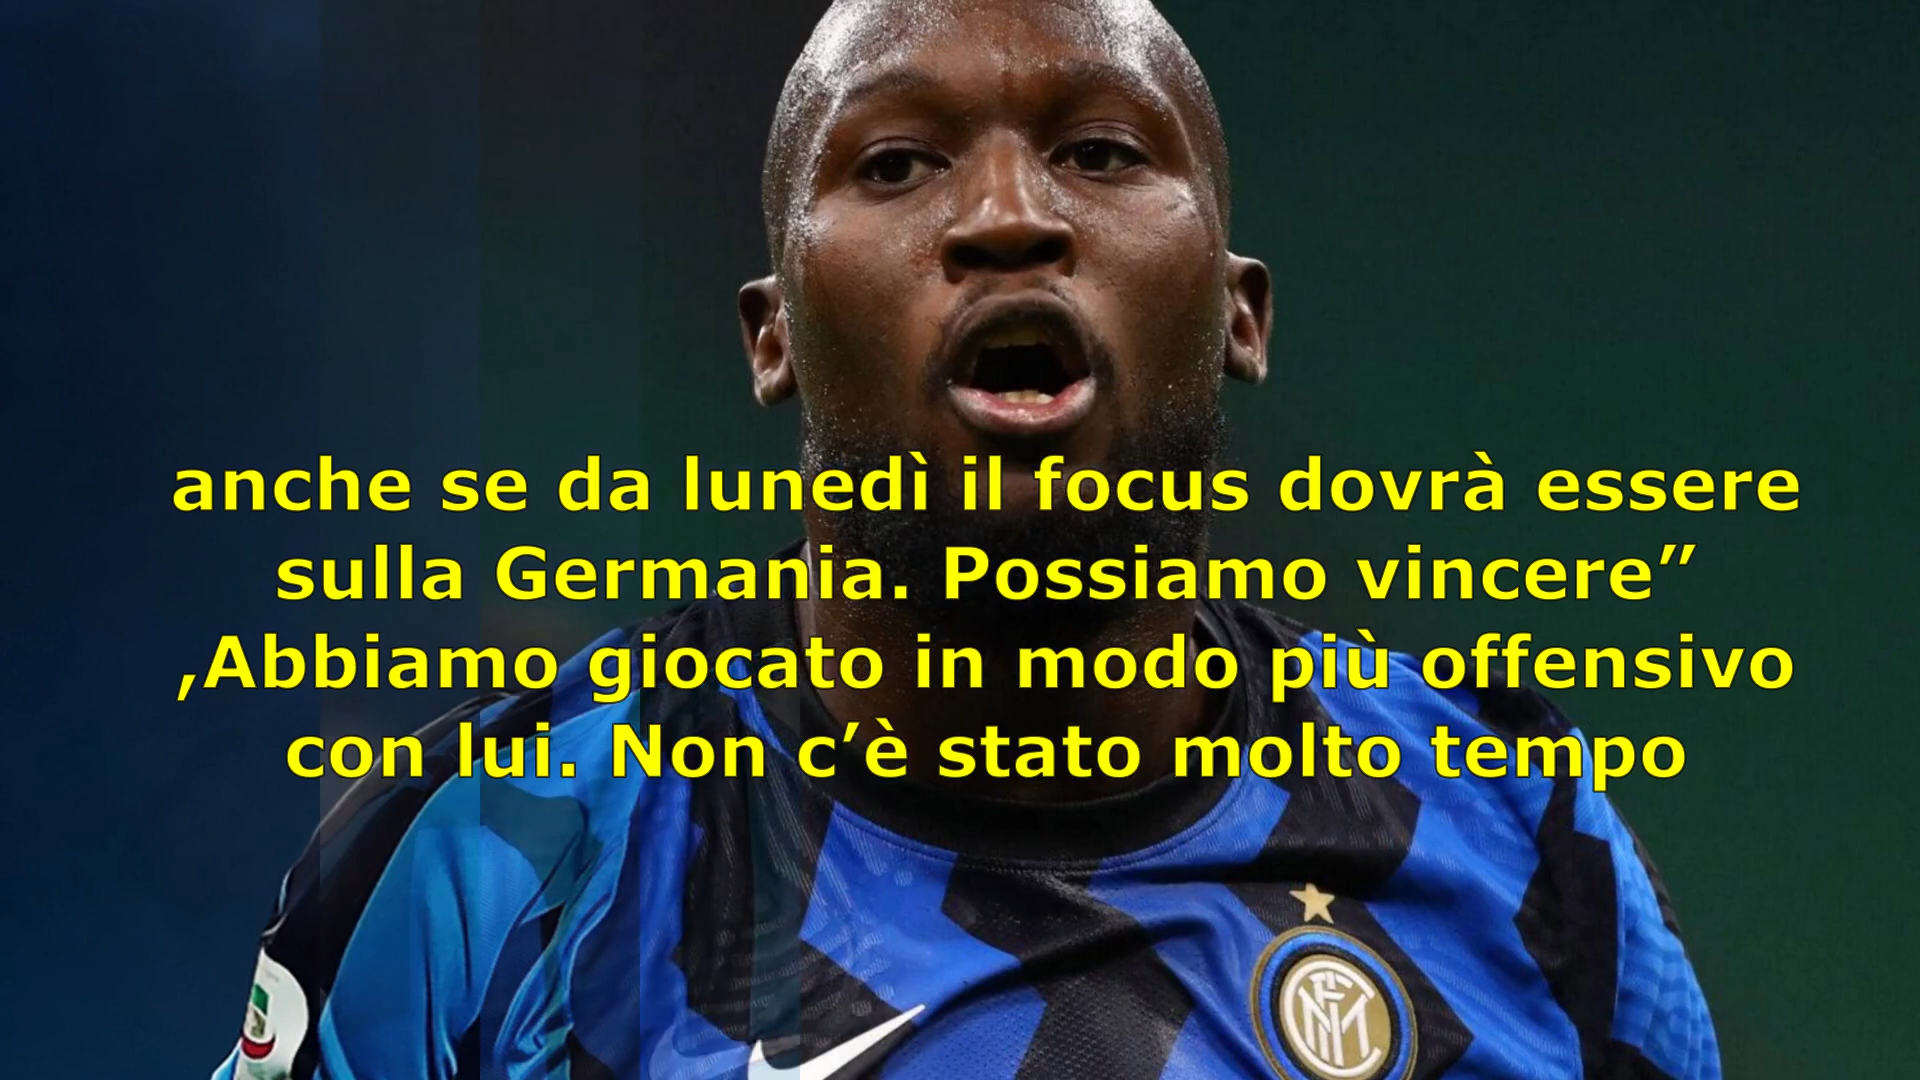 anche se da lunedì il focus dovrà essere
sulla Germania. Possiamo vincere”
,Abbiamo giocato in modo più offensivo
con lui. Non c’è stato molto tempo